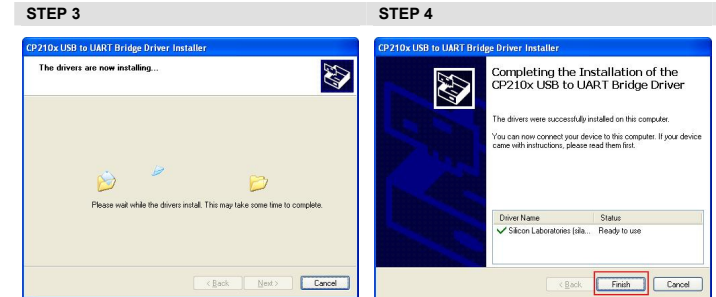 STEP 3
CP210x USB to UART Bridge Driver Installer
The drivers are now installing...
Please wait while the drivers install. This may take some time to complete.
< Back
Next >
Cancel
STEP 4
CP210x USB to UART Bridge Driver Installer
Completing the Installation of the
CP210x USB to UART Bridge Driver
The drivers were successfully installed on this computer.
You can now connect your device to this computer. If your device
came with instructions, please read them first.
Driver Name Status
Silicon Laboratories (sila... Ready to use
< Back
Finish
Cancel